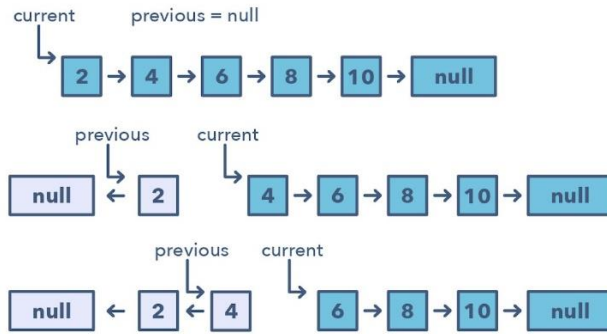 current previous = null
2 4 6 8 10 null
previous current
null 2 4 6 8 10 null
previous current
null 2 4 6 8 10 null